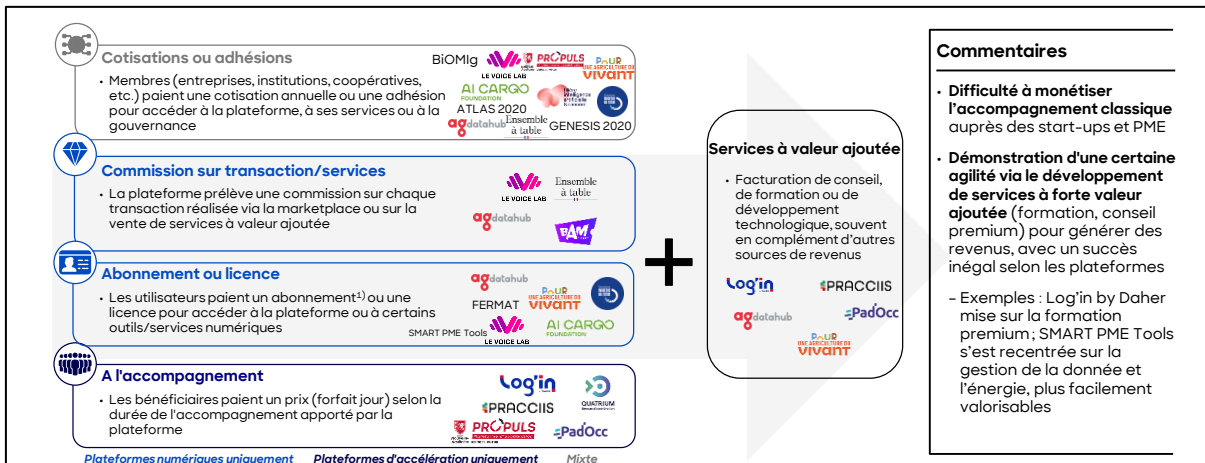 Cotisations ou adhésions
• Membres (entreprises, institutions, coopératives,
etc.) paient une cotisation annuelle ou une adhésion
pour accéder à la plateforme, à ses services ou à la
gouvernance
BiOMIg
LE VOICE LAB
PROPULS
POUR
UNE AGRICULTURE DU
VIVANT
AI CARGO
FOUNDATION
ATLAS 2020
agdatahub
Ensemble
à table
GENESIS 2020
Commission sur transaction/services
• La plateforme prélève une commission sur chaque
transaction réalisée via la marketplace ou sur la
vente de services à valeur ajoutée
LE VOICE LAB
Ensemble
à table
agdatahub
BAM
Abonnement ou licence
• Les utilisateurs paient un abonnement¹⁾ ou une
licence pour accéder à la plateforme ou à certains
outils/services numériques
agdatahub
FERMAT
POUR
UNE AGRICULTURE DU
VIVANT
SMART PME Tools
LE VOICE LAB
AI CARGO
FOUNDATION
A l'accompagnement
• Les bénéficiaires paient un prix (forfait jour) selon la
durée de l'accompagnement apporté par la
plateforme
Log'in
QUATRIUM
PRACCIIS
PROPULS
PadOcc
Plateformes numériques uniquement
Plateformes d'accélération uniquement
Mixte
+
Services à valeur ajoutée
• Facturation de conseil,
de formation ou de
développement
technologique, souvent
en complément d'autres
sources de revenus
Log'in
PRACCIIS
agdatahub
PadOcc
POUR
UNE AGRICULTURE DU
VIVANT
Commentaires
• Difficulté à monétiser
l'accompagnement classique
auprès des start-ups et PME
• Démonstration d'une certaine
agilité via le développement
de services à forte valeur
ajoutée (formation, conseil
premium) pour générer des
revenus, avec un succès
inégal selon les plateformes
– Exemples : Log'in by Daher
mise sur la formation
premium ; SMART PME Tools
s'est recentrée sur la
gestion de la donnée et
l'énergie, plus facilement
valorisables